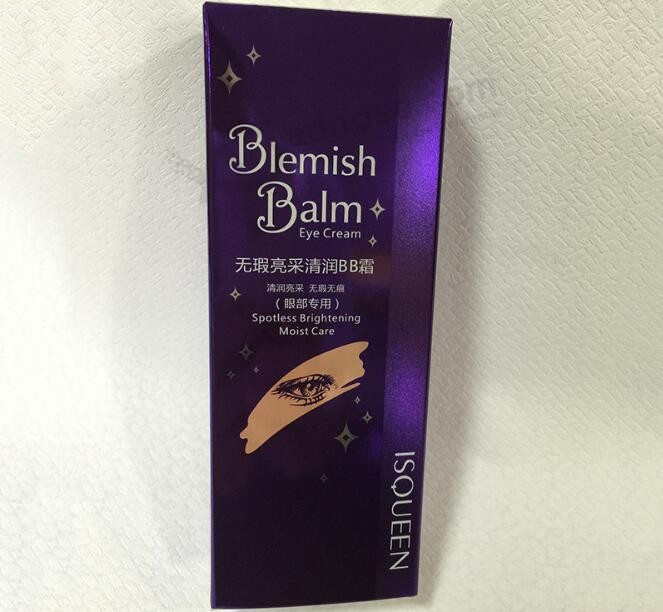 Blemish
Balm
Eye Cream
无瑕亮采清润BB霜
清润亮采 无瑕无痕
（眼部专用）
Spotless Brightening
Moist Care
ISQUEEN